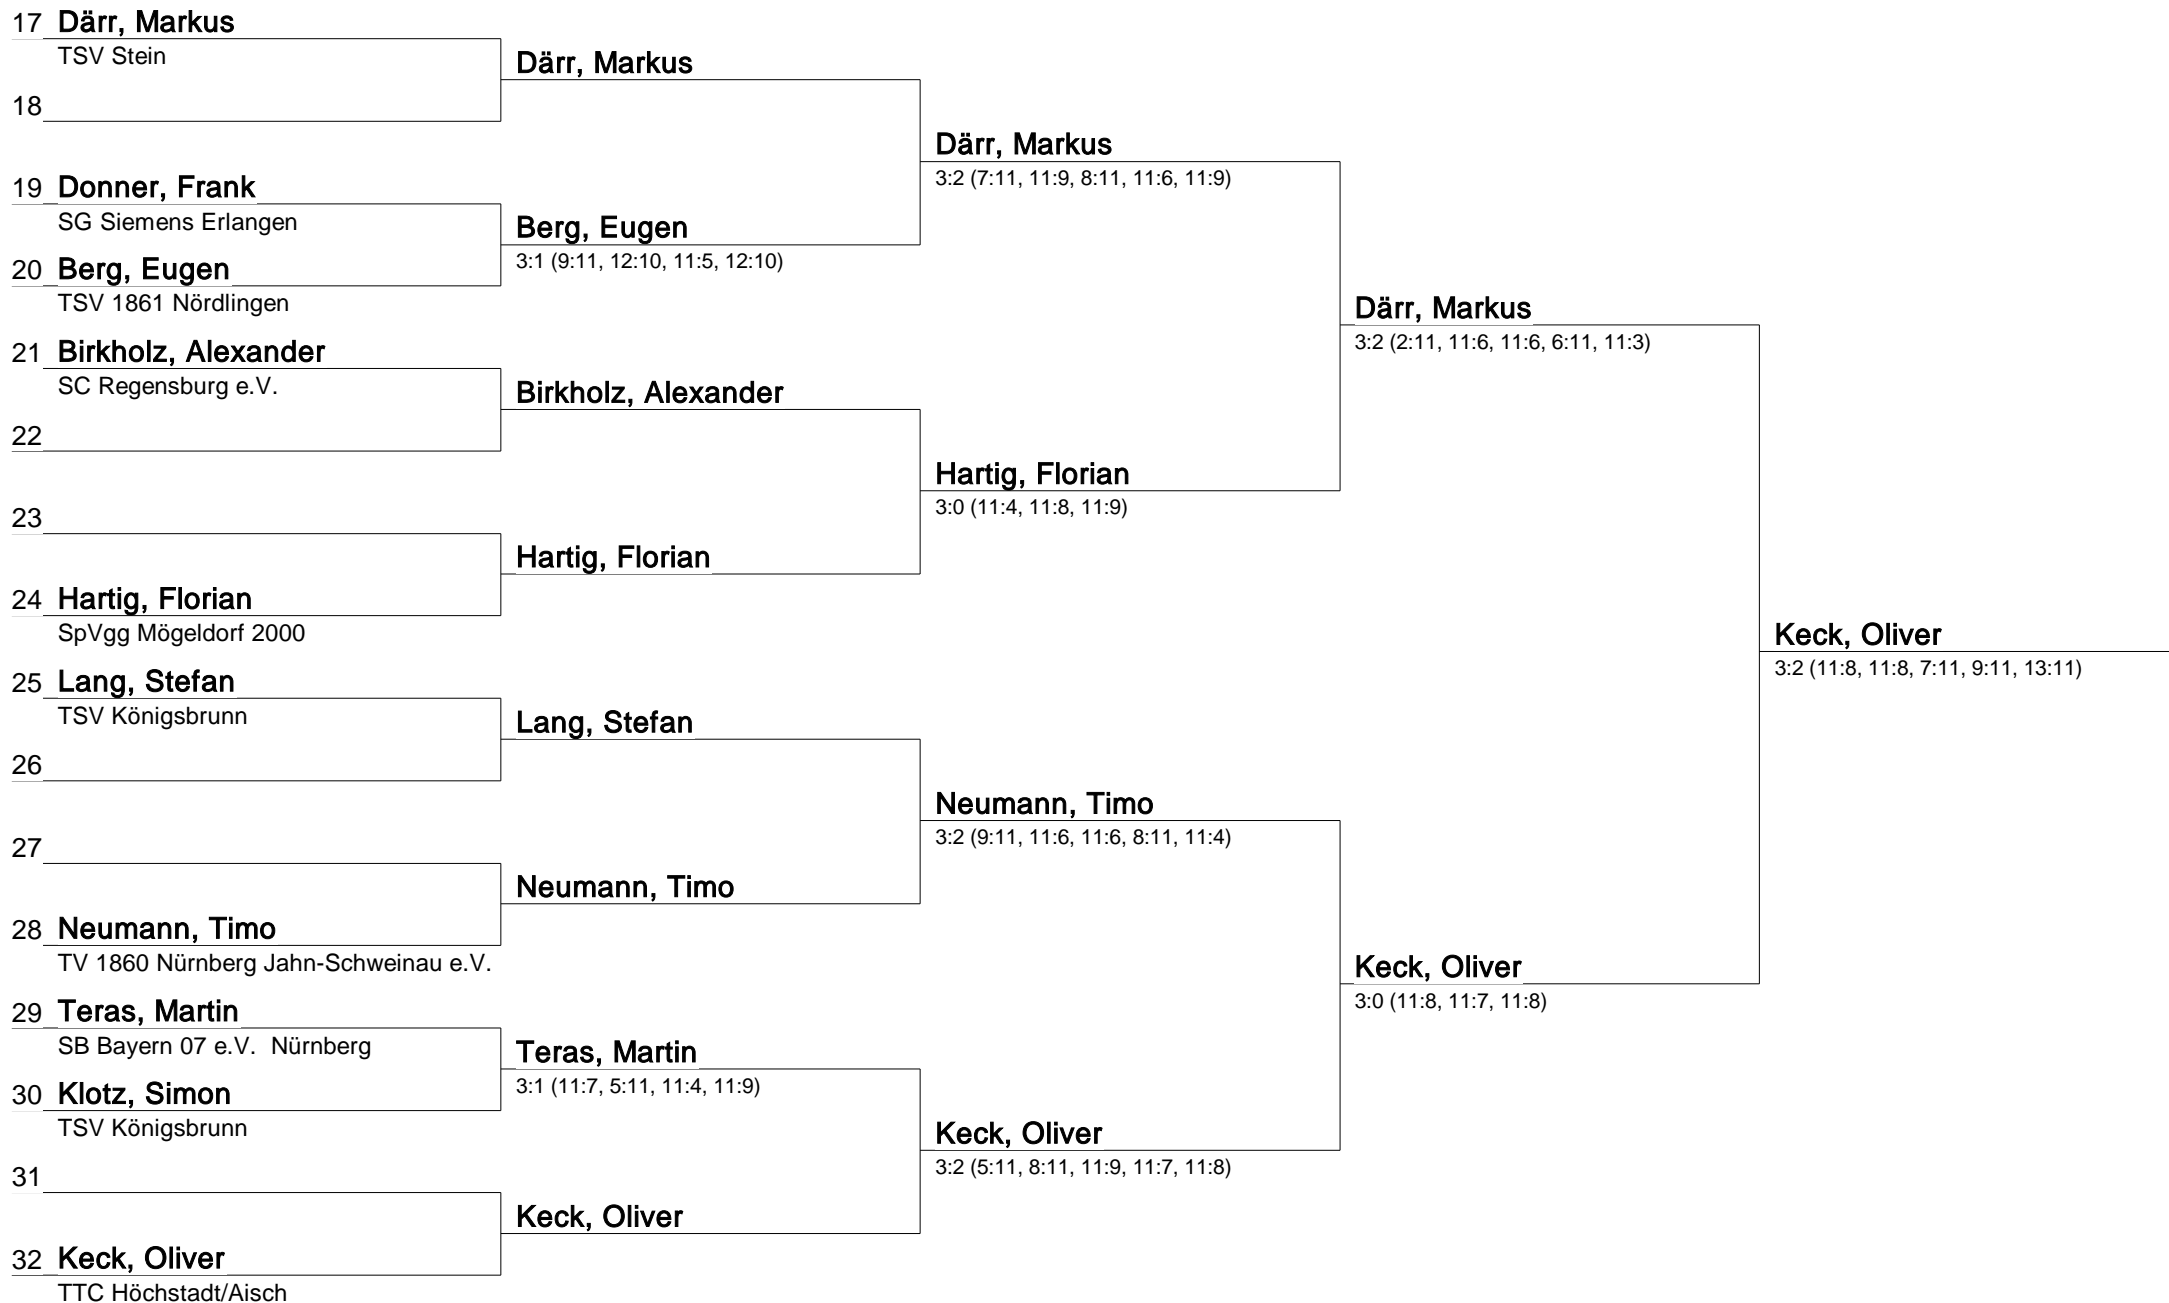 17 Därr, Markus
TSV Stein
Därr, Markus
18
Därr, Markus
3:2 (7:11, 11:9, 8:11, 11:6, 11:9)
19 Donner, Frank
SG Siemens Erlangen
Berg, Eugen
3:1 (9:11, 12:10, 11:5, 12:10)
20 Berg, Eugen
TSV 1861 Nördlingen
Därr, Markus
3:2 (2:11, 11:6, 11:6, 6:11, 11:3)
21 Birkholz, Alexander
SC Regensburg e.V.
Birkholz, Alexander
22
Hartig, Florian
3:0 (11:4, 11:8, 11:9)
23
Hartig, Florian
24 Hartig, Florian
SpVgg Mögeldorf 2000
Keck, Oliver
3:2 (11:8, 11:8, 7:11, 9:11, 13:11)
25 Lang, Stefan
TSV Königsbrunn
Lang, Stefan
26
Neumann, Timo
3:2 (9:11, 11:6, 11:6, 8:11, 11:4)
27
Neumann, Timo
28 Neumann, Timo
TV 1860 Nürnberg Jahn-Schweinau e.V.
Keck, Oliver
3:0 (11:8, 11:7, 11:8)
29 Teras, Martin
SB Bayern 07 e.V. Nürnberg
Teras, Martin
3:1 (11:7, 5:11, 11:4, 11:9)
30 Klotz, Simon
TSV Königsbrunn
Keck, Oliver
3:2 (5:11, 8:11, 11:9, 11:7, 11:8)
31
Keck, Oliver
32 Keck, Oliver
TTC Höchstadt/Aisch